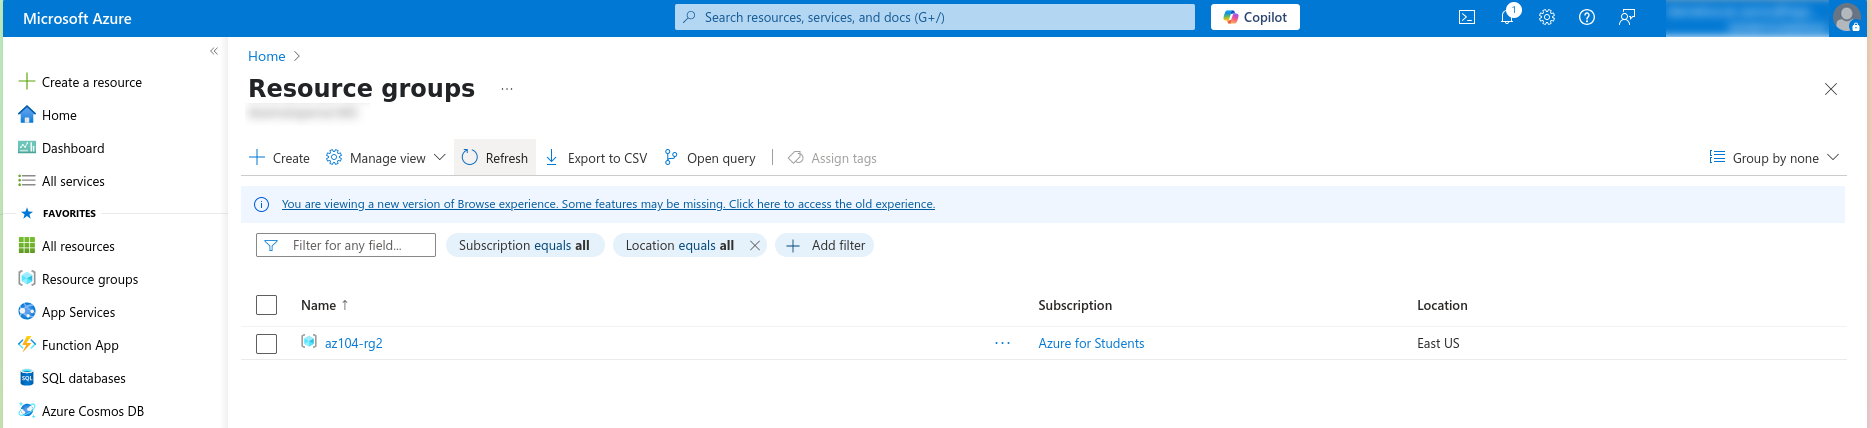 Microsoft Azure
Search resources, services, and docs (G+/)
Copilot
1
«
Create a resource
Home
Dashboard
All services
FAVORITES
All resources
Resource groups
App Services
Function App
SQL databases
Azure Cosmos DB
Home >
Resource groups ...
Create
Manage view
Refresh
Export to CSV
Open query
Assign tags
Group by none
You are viewing a new version of Browse experience. Some features may be missing. Click here to access the old experience.
Filter for any field...
Subscription equals all
Location equals all
Add filter
Name ↑ Subscription Location
az104-rg2 ... Azure for Students East US